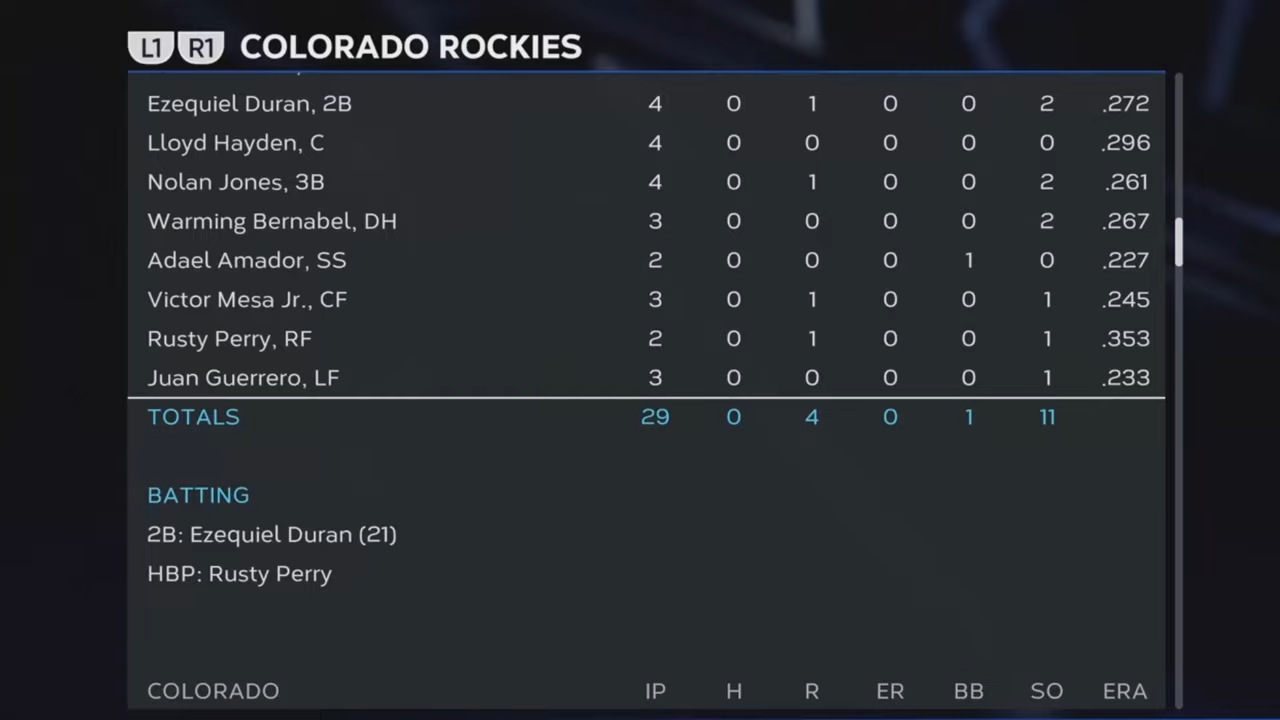 L1 R1 COLORADO ROCKIES
Ezequiel Duran, 2B 4 0 1 0 0 2 .272
Lloyd Hayden, C 4 0 0 0 0 0 .296
Nolan Jones, 3B 4 0 1 0 0 2 .261
Warming Bernabel, DH 3 0 0 0 0 2 .267
Adael Amador, SS 2 0 0 0 1 0 .227
Victor Mesa Jr., CF 3 0 1 0 0 1 .245
Rusty Perry, RF 2 0 1 0 0 1 .353
Juan Guerrero, LF 3 0 0 0 0 1 .233
TOTALS 29 0 4 0 1 11
BATTING
2B: Ezequiel Duran (21)
HBP: Rusty Perry
COLORADO IP H R ER BB SO ERA